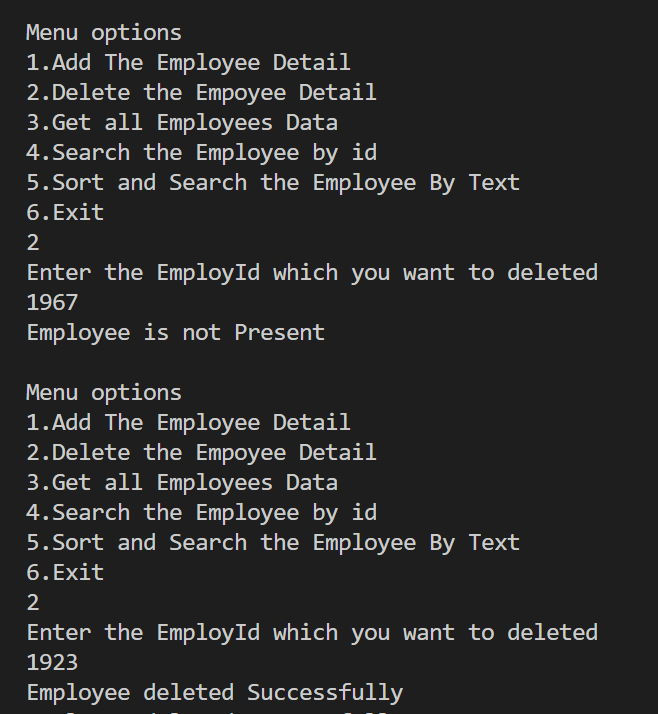 Menu options
1.Add The Employee Detail
2.Delete the Empoyee Detail
3.Get all Employees Data
4.Search the Employee by id
5.Sort and Search the Employee By Text
6.Exit
2
Enter the EmployId which you want to deleted
1967
Employee is not Present
Menu options
1.Add The Employee Detail
2.Delete the Empoyee Detail
3.Get all Employees Data
4.Search the Employee by id
5.Sort and Search the Employee By Text
6.Exit
2
Enter the EmployId which you want to deleted
1923
Employee deleted Successfully